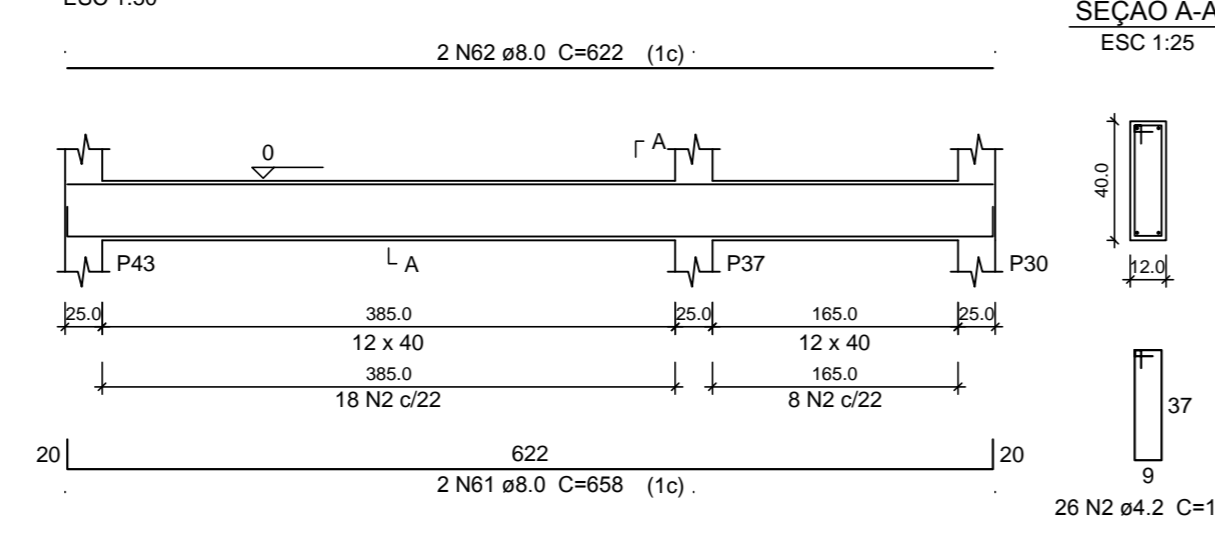 ESC 1:50
SEÇÃO A-A
ESC 1:25
2 N62 ø8.0 C=622 (1c)
0
A
A
P43
P37
P30
40.0
12.0
25.0
385.0
25.0
165.0
25.0
12 x 40
12 x 40
385.0
165.0
18 N2 c/22
8 N2 c/22
37
9
20
622
20
2 N61 ø8.0 C=658 (1c)
26 N2 ø4.2 C=1